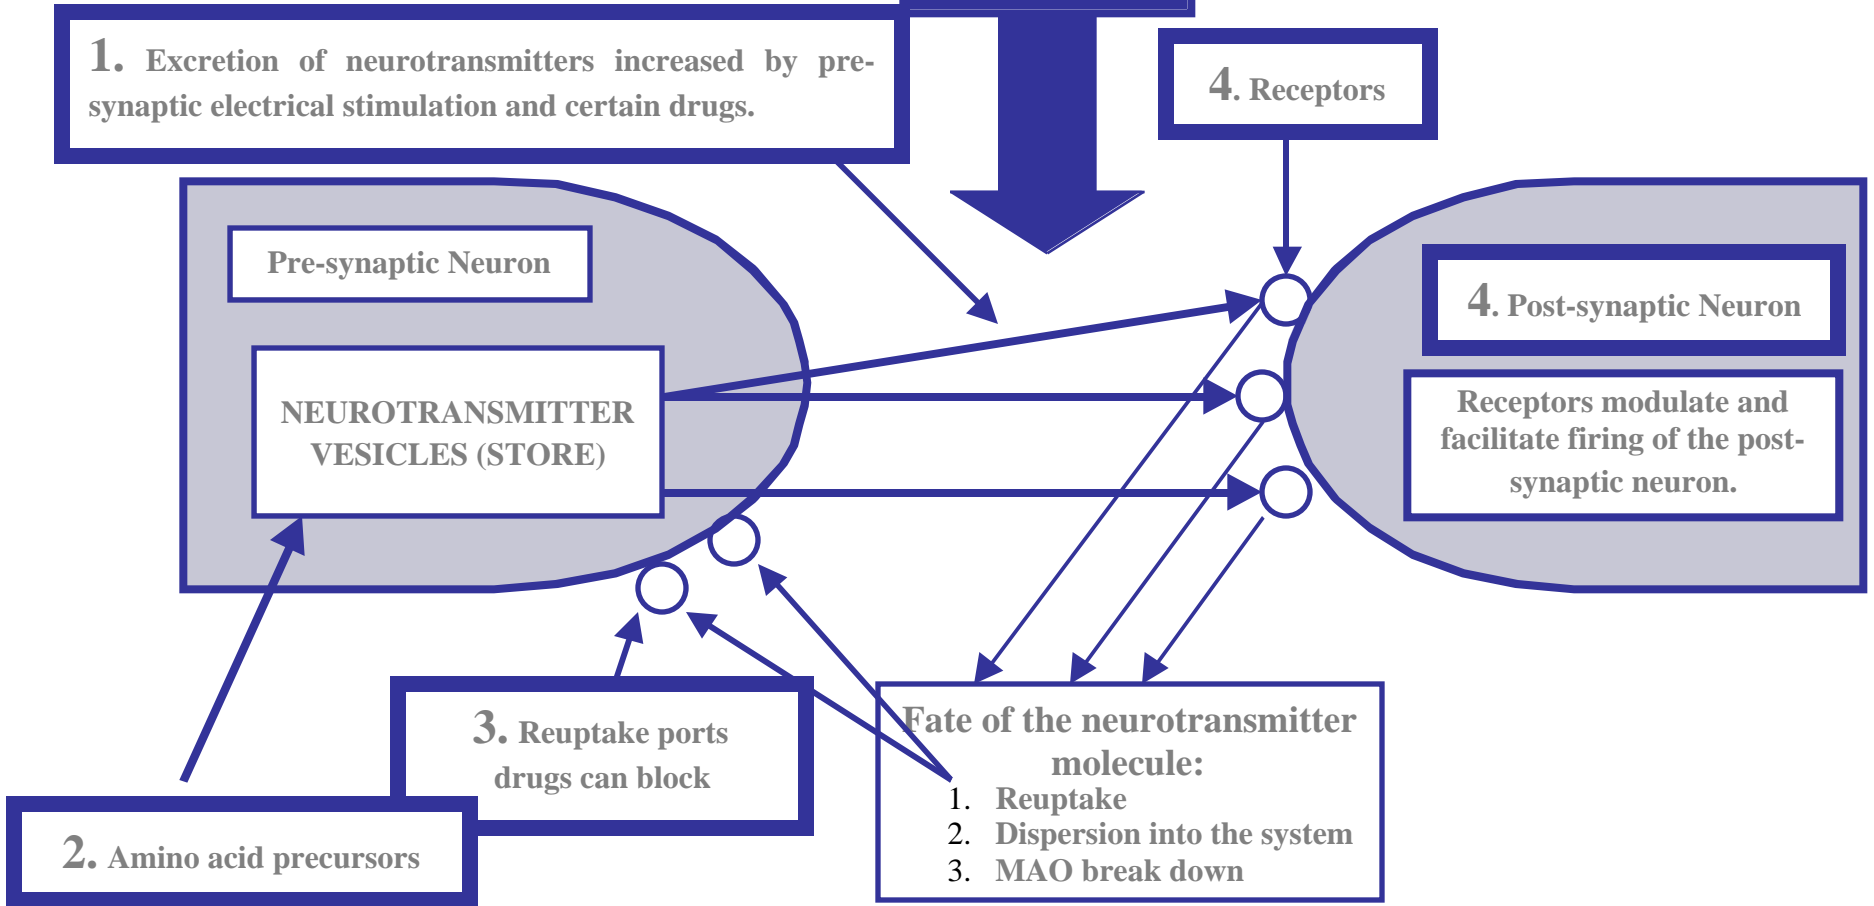 1. Excretion of neurotransmitters increased by pre-
synaptic electrical stimulation and certain drugs.
4. Receptors
Pre-synaptic Neuron
NEUROTRANSMITTER
VESICLES (STORE)
4. Post-synaptic Neuron
Receptors modulate and
facilitate firing of the post-
synaptic neuron.
3. Reuptake ports
drugs can block
2. Amino acid precursors
Fate of the neurotransmitter
molecule:
1. Reuptake
2. Dispersion into the system
3. MAO break down